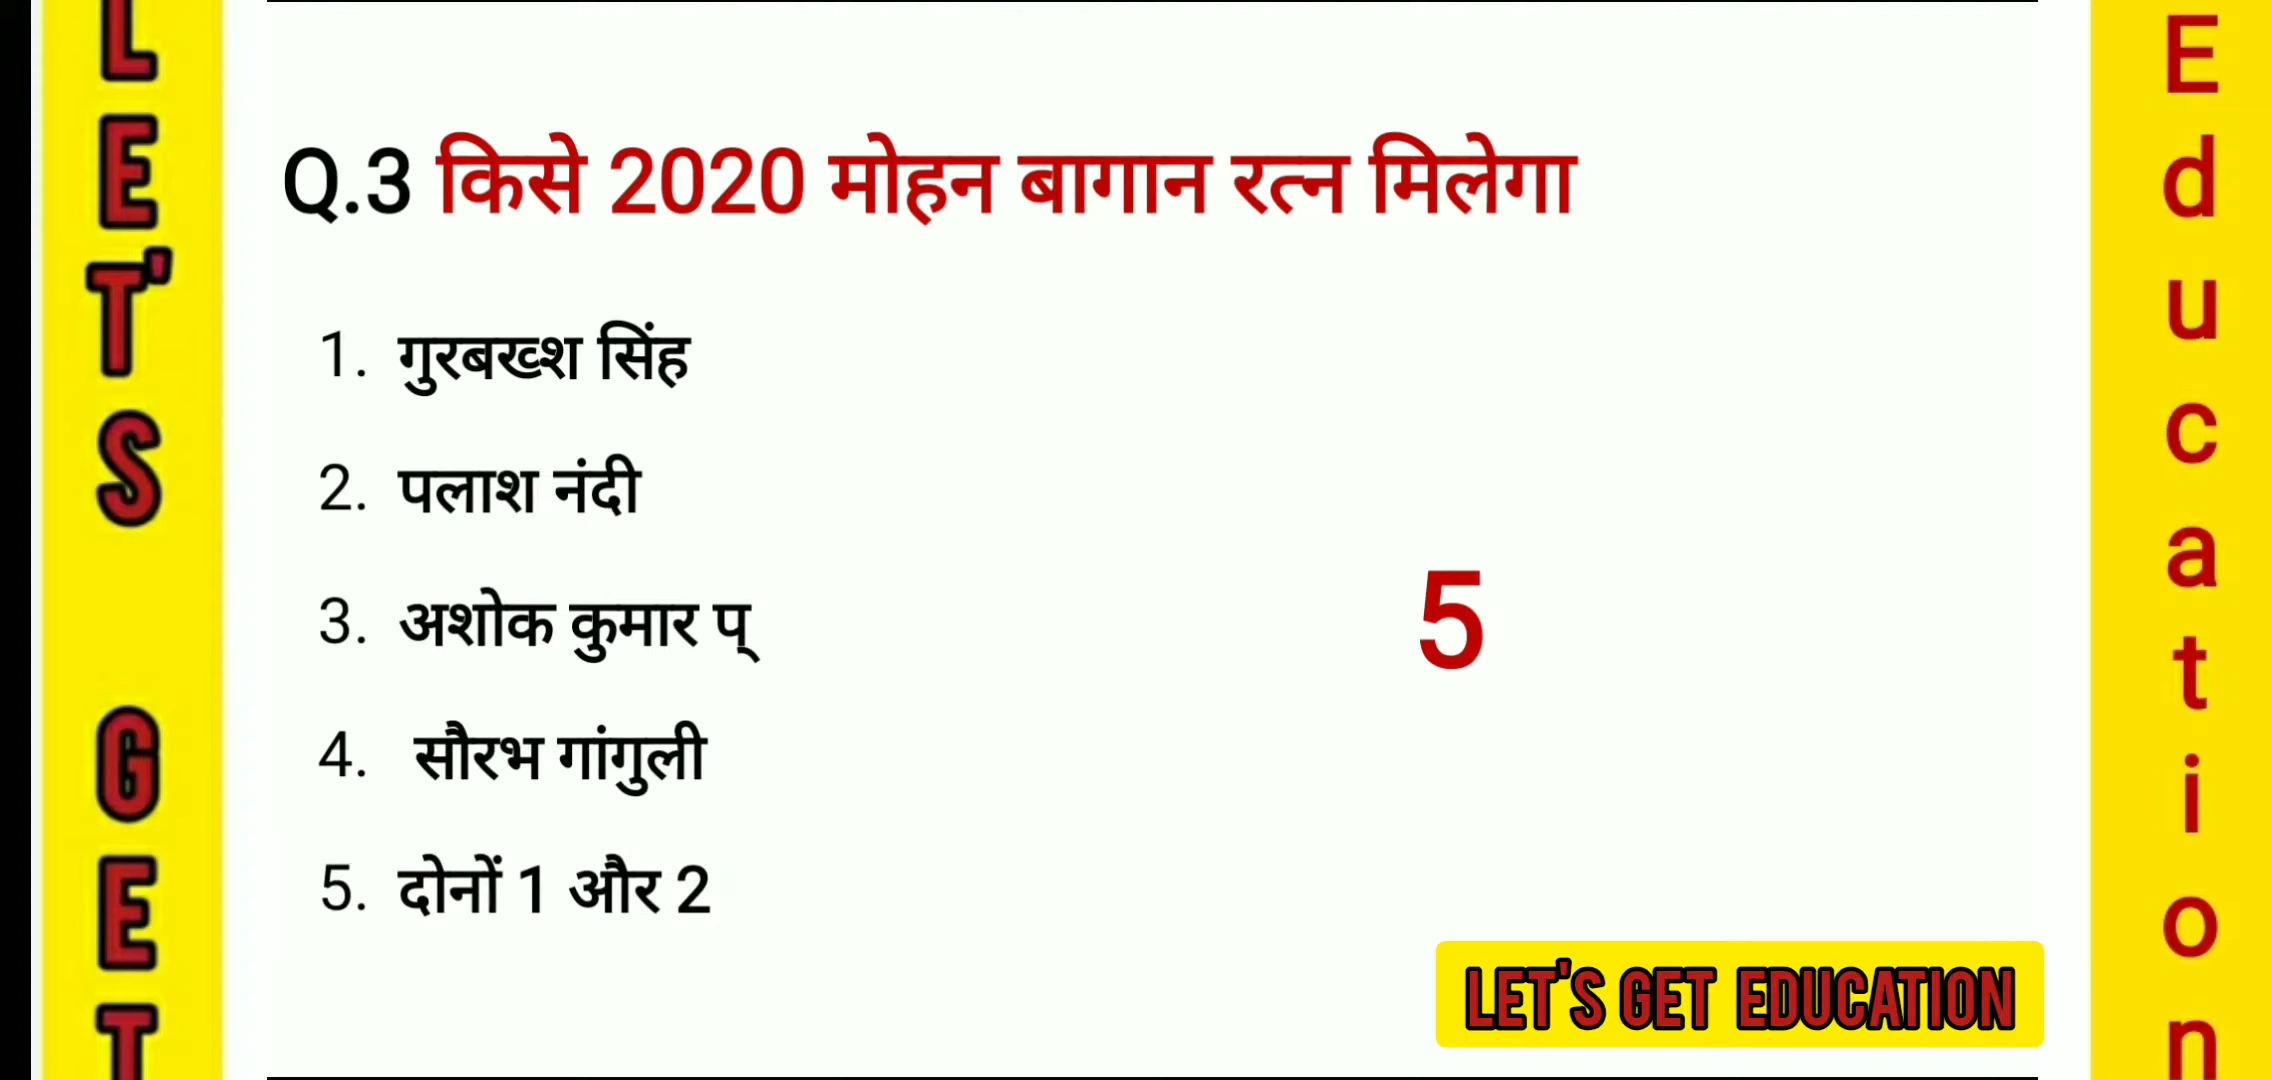 LET'S GET
Q.3 किसे 2020 मोहन बागान रत्न मिलेगा
1. गुरबख्श सिंह
2. पलाश नंदी
3. अशोक कुमार प्
4. सौरभ गांगुली
5. दोनों 1 और 2
5
LET'S GET EDUCATION
Education